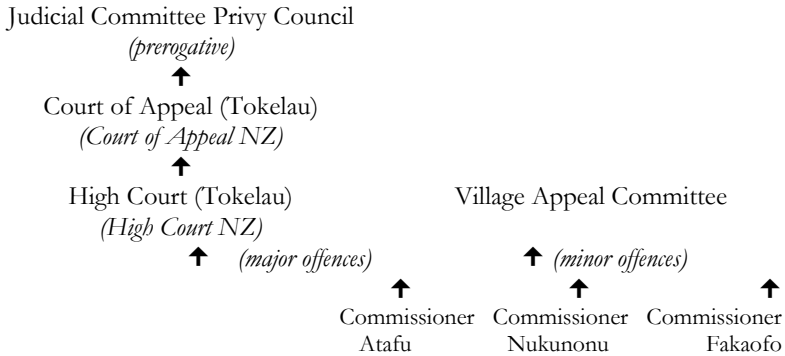 Judicial Committee Privy Council
(prerogative)
Court of Appeal (Tokelau)
(Court of Appeal NZ)
High Court (Tokelau) Village Appeal Committee
(High Court NZ)
(major offences) (minor offences)
Commissioner Commissioner Commissioner
Atafu Nukunonu Fakaofo